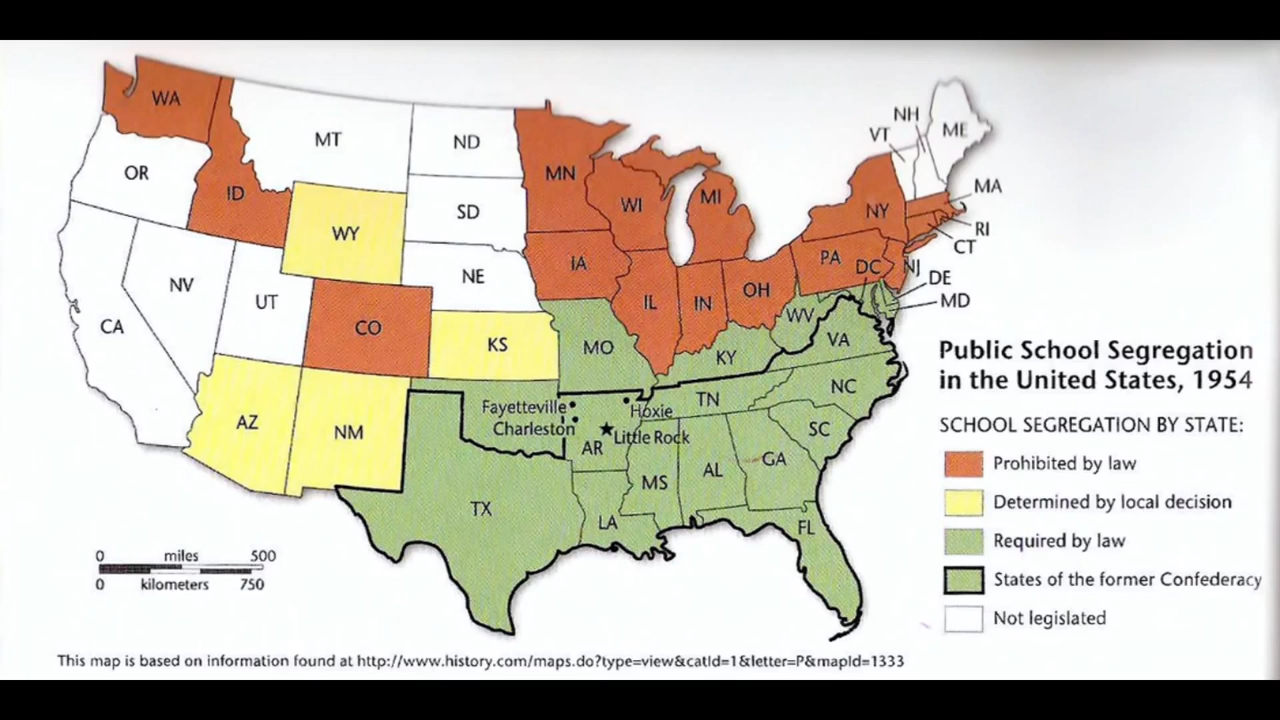 WA
MT
ND
MN
OR
ID
SD
WI
MI
NY
VT
NH
ME
MA
RI
CT
WY
NE
IA
PA
DC
NJ
DE
MD
NV
UT
CO
IL
IN
OH
CA
KS
MO
KY
WV
VA
AZ
NM
Fayetteville
Charleston
Hoxie
Little Rock
AR
TN
NC
SC
TX
LA
MS
AL
GA
FL
Public School Segregation
in the United States, 1954
SCHOOL SEGREGATION BY STATE:
Prohibited by law
Determined by local decision
Required by law
States of the former Confederacy
Not legislated
0 miles 500
0 kilometers 750
This map is based on information found at http://www.history.com/maps.do?type=view&catId=1&letter=P&mapId=1333